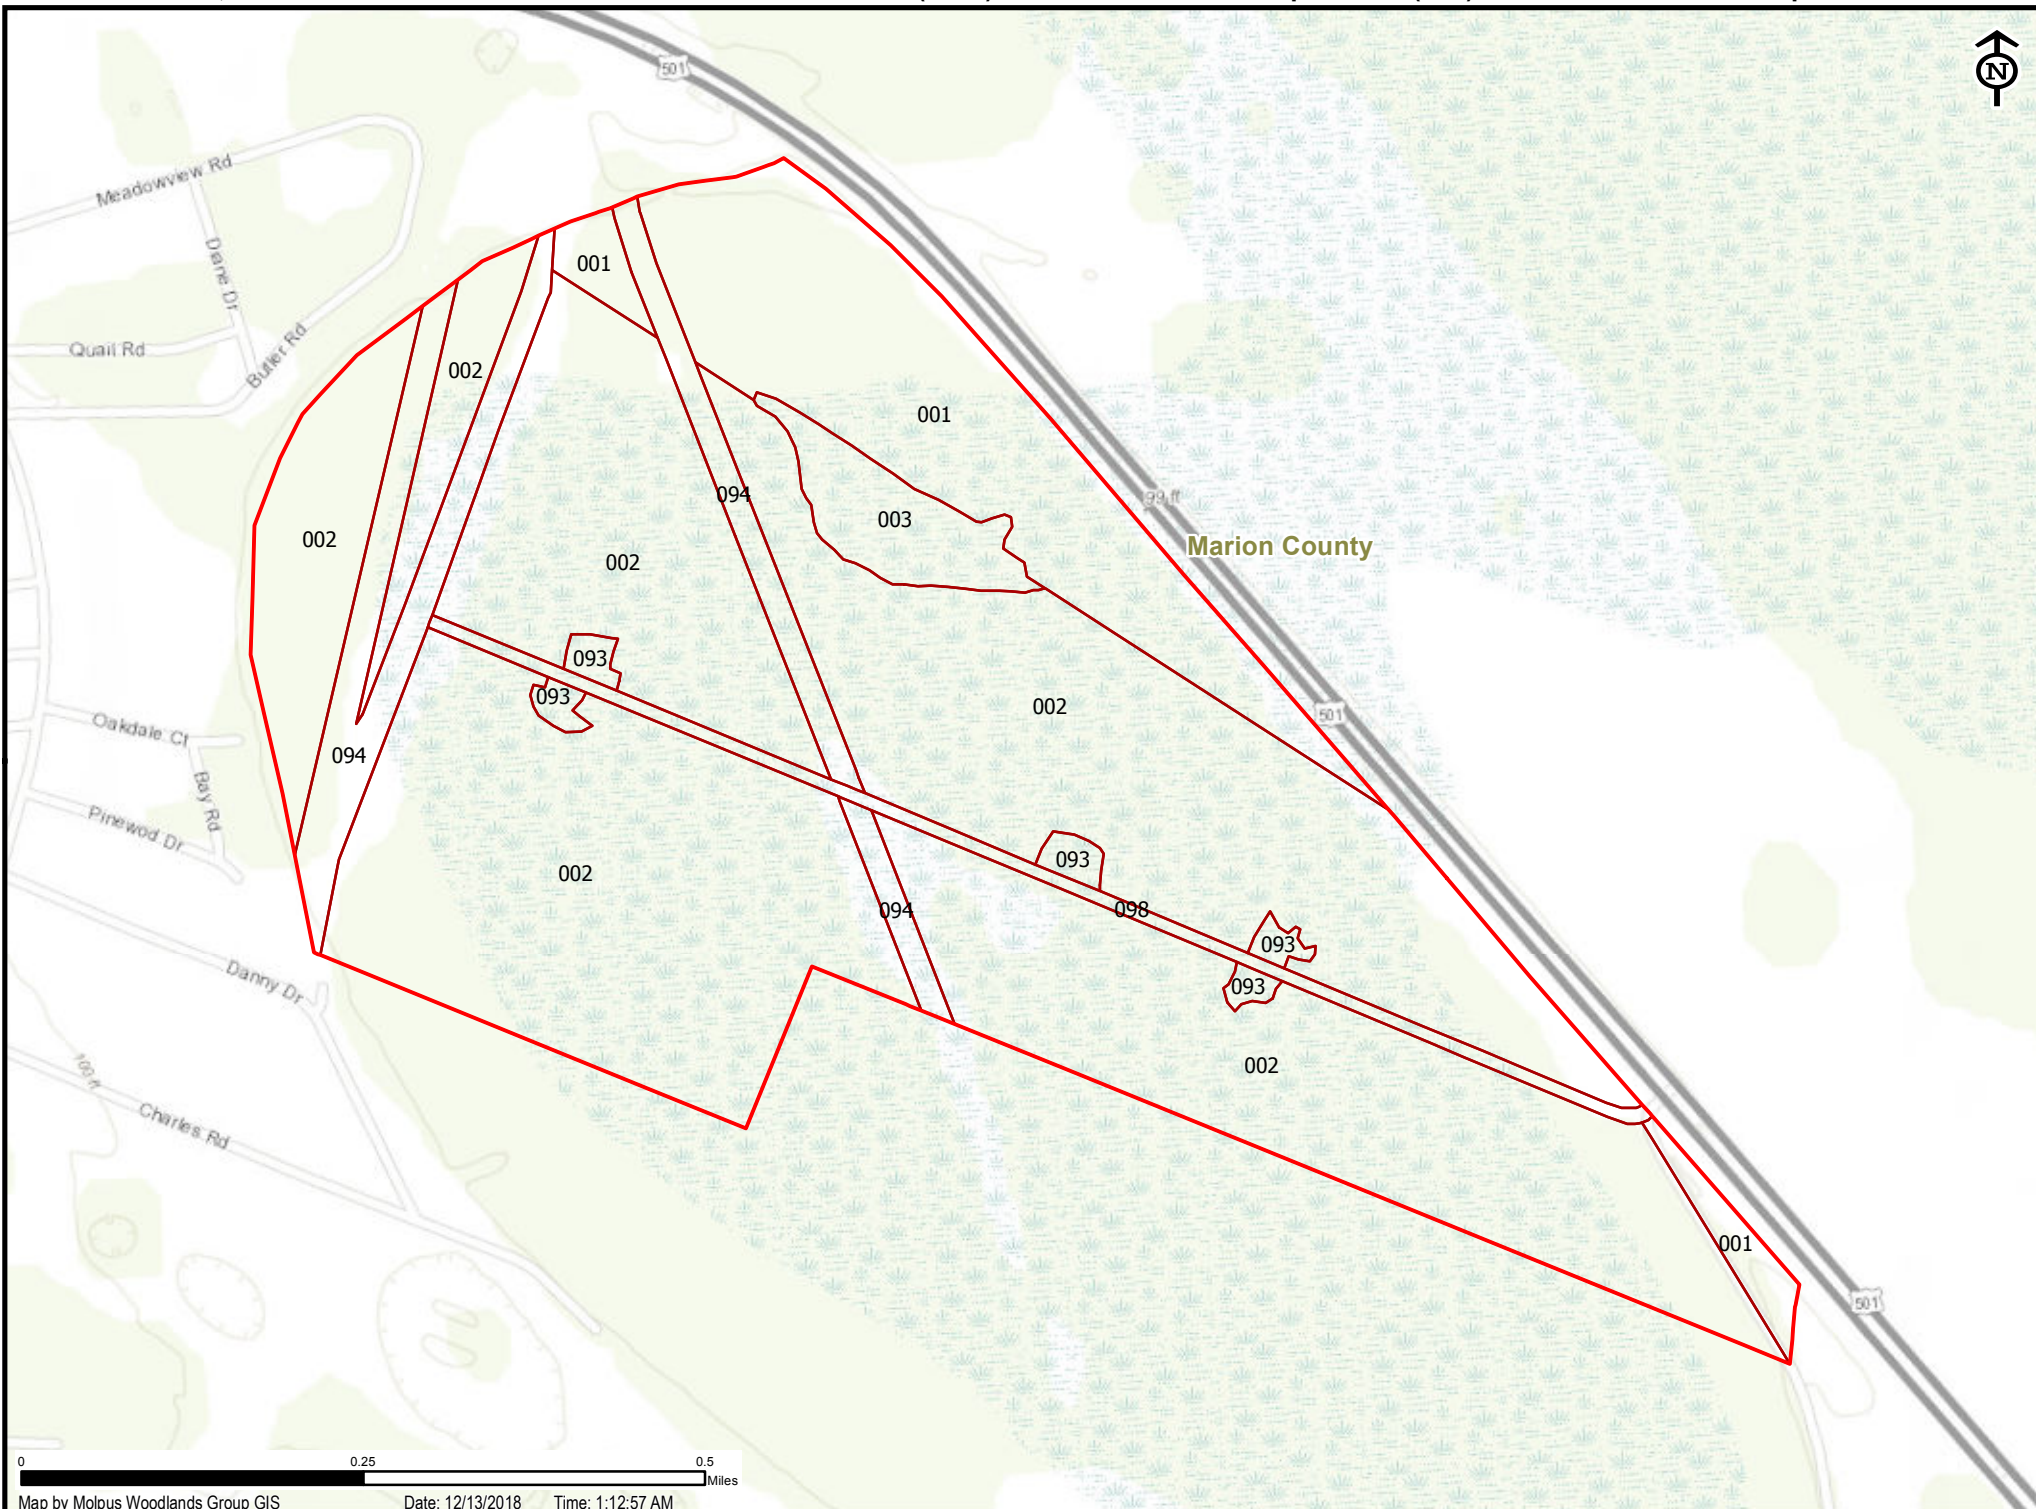 N
501
Meadowview Rd
Diane Dr
Quail Rd
Butler Rd
001
002
001
094
99 ft
003
002
Marion County
002
093
093
002
501
Oakdale Ct
094
Bay Rd
Pinewod Dr
093
002
094
098
093
093
Danny Dr
002
100 ft
Charles Rd
001
501
0 0.25 0.5
Miles
Map by Molpus Woodlands Group GIS Date: 12/13/2018 Time: 1:12:57 AM